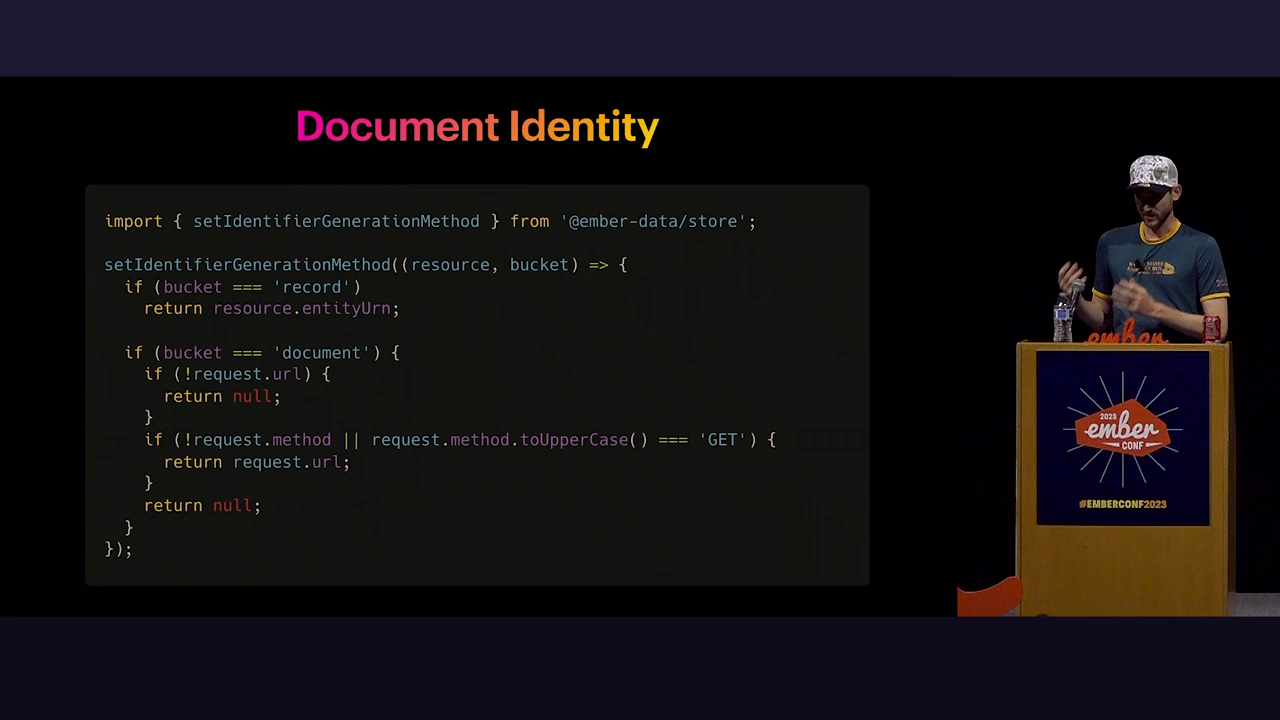 Document Identity
import { setIdentifierGenerationMethod } from '@ember-data/store';
setIdentifierGenerationMethod((resource, bucket) => {
  if (bucket === 'record')
    return resource.entityUrn;
  if (bucket === 'document') {
    if (!request.url) {
      return null;
    }
    if (!request.method || request.method.toUpperCase() === 'GET') {
      return request.url;
    }
    return null;
  }
});
ember
2023
ember
CONF
#EMBERCONF2023